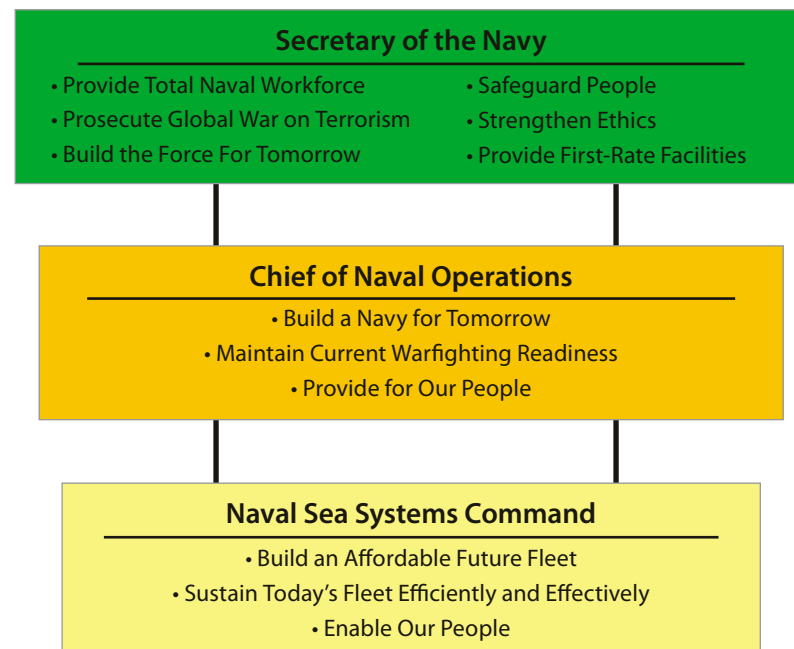 Secretary of the Navy
• Provide Total Naval Workforce
• Prosecute Global War on Terrorism
• Build the Force For Tomorrow
• Safeguard People
• Strengthen Ethics
• Provide First-Rate Facilities
Chief of Naval Operations
• Build a Navy for Tomorrow
• Maintain Current Warfighting Readiness
• Provide for Our People
Naval Sea Systems Command
• Build an Affordable Future Fleet
• Sustain Today's Fleet Efficiently and Effectively
• Enable Our People